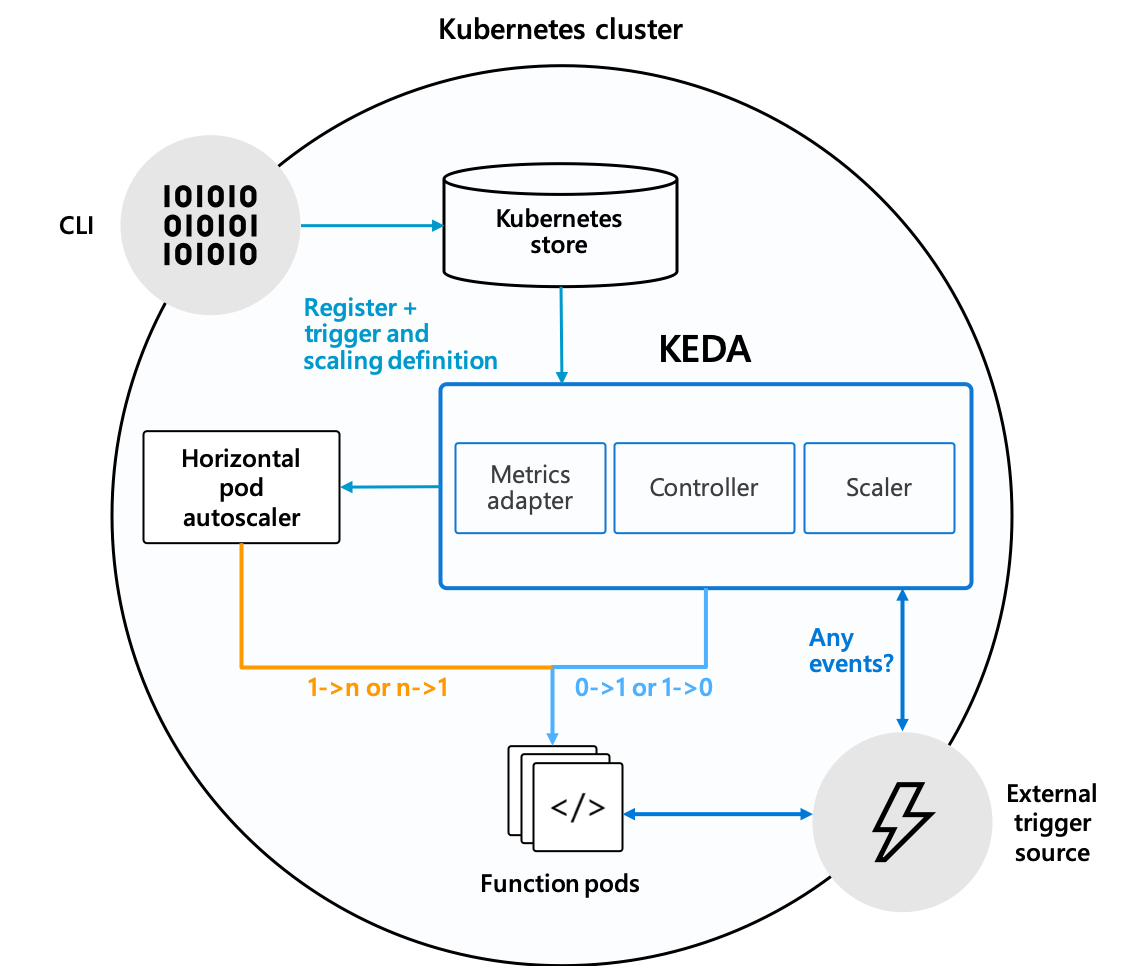 Kubernetes cluster
CLI
101010
010101
101010
Kubernetes
store
Register +
trigger and
scaling definition
KEDA
Horizontal
pod
autoscaler
Metrics
adapter
Controller
Scaler
Any
events?
1->n or n->1
0->1 or 1->0
</>
Function pods
External
trigger
source